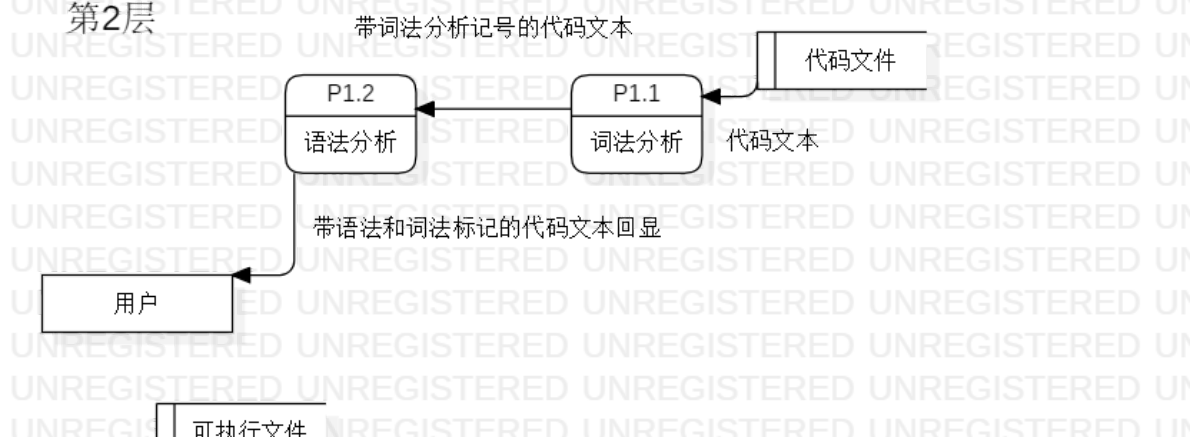 第2层
带词法分析记号的代码文本
代码文件
P1.2
P1.1
语法分析
词法分析
代码文本
带语法和词法标记的代码文本回显
用户
可执行文件
UNREGISTERED